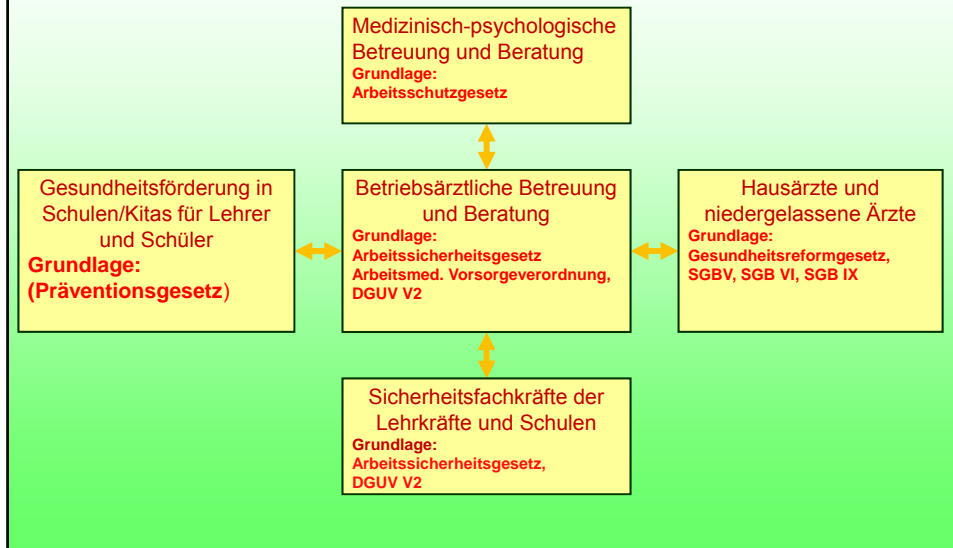 Medizinisch-psychologische
Betreuung und Beratung
Grundlage:
Arbeitsschutzgesetz
Gesundheitsförderung in
Schulen/Kitas für Lehrer
und Schüler
Grundlage:
(Präventionsgesetz)
Betriebsärztliche Betreuung
und Beratung
Grundlage:
Arbeitssicherheitsgesetz
Arbeitsmed. Vorsorgeverordnung,
DGUV V2
Hausärzte und
niedergelassene Ärzte
Grundlage:
Gesundheitsreformgesetz,
SGBV, SGB VI, SGB IX
Sicherheitsfachkräfte der
Lehrkräfte und Schulen
Grundlage:
Arbeitssicherheitsgesetz,
DGUV V2